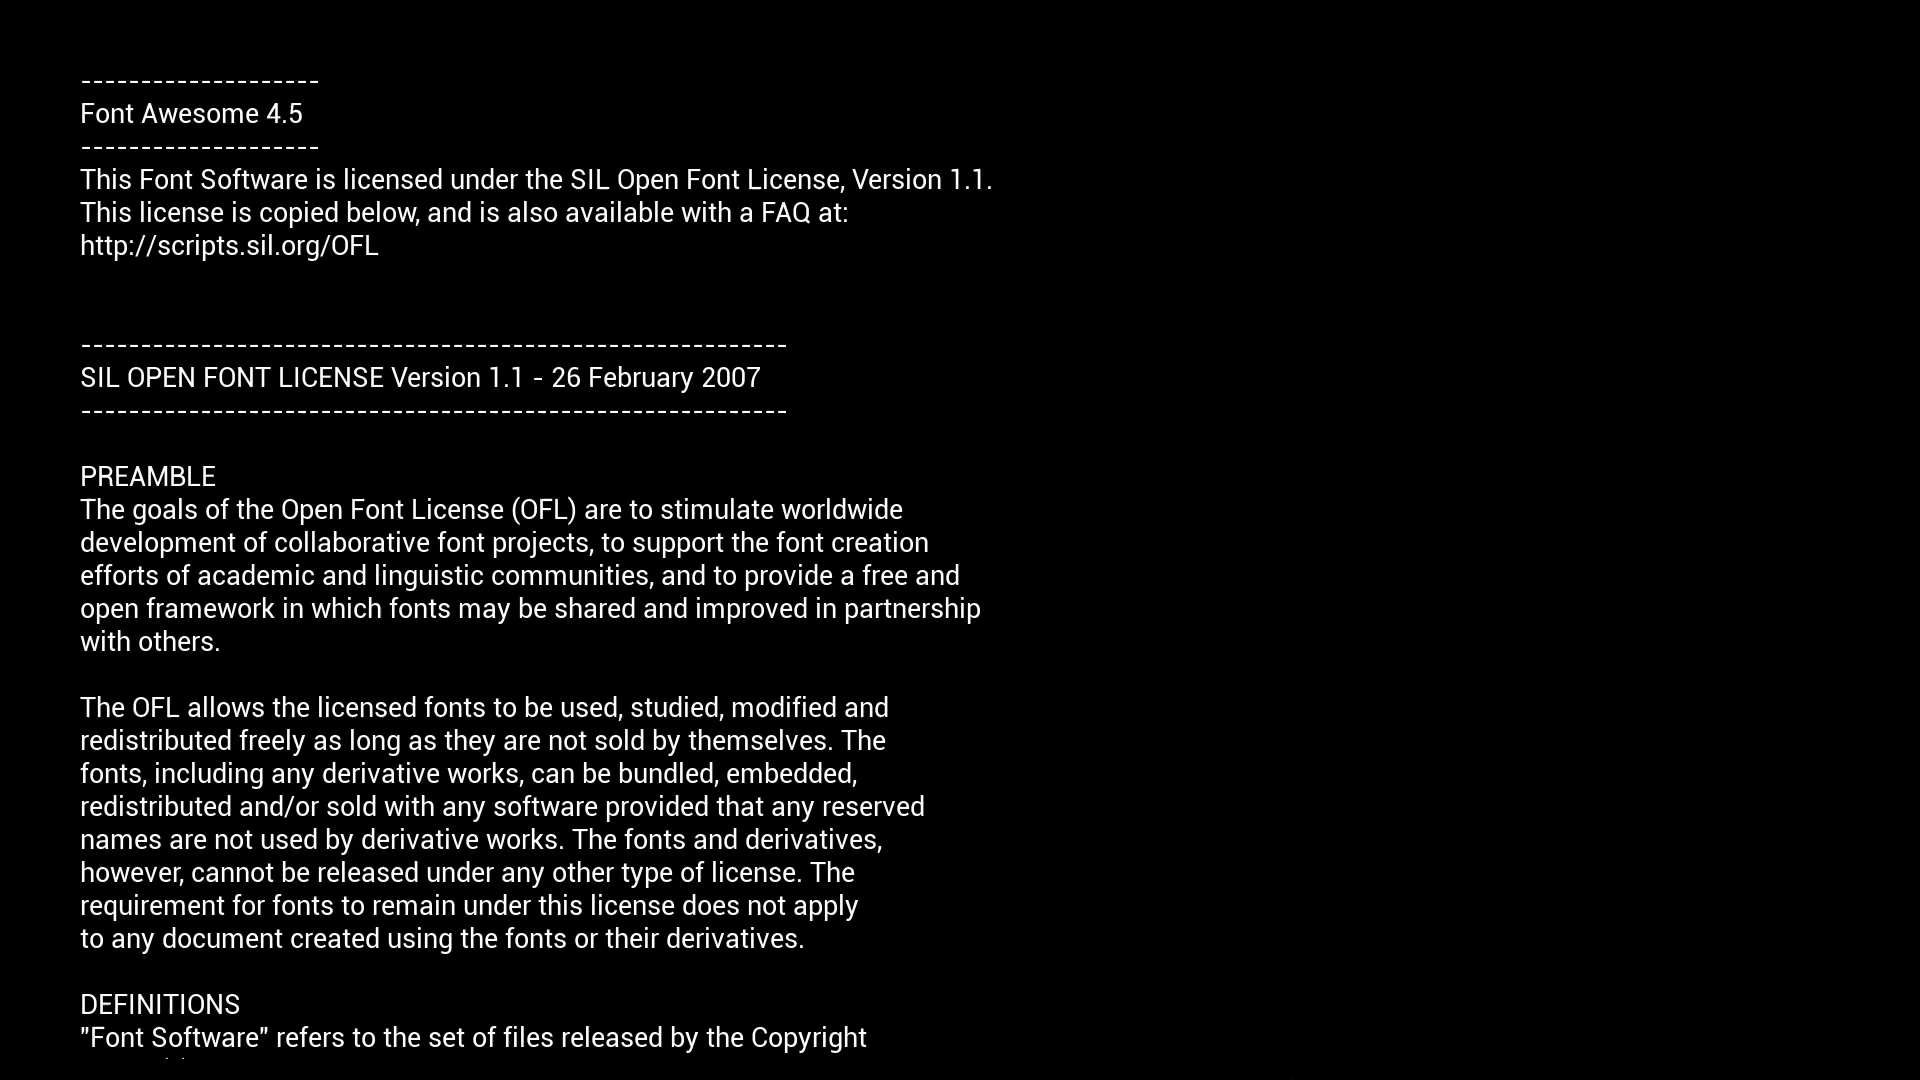 --------------------
Font Awesome 4.5
--------------------
This Font Software is licensed under the SIL Open Font License, Version 1.1.
This license is copied below, and is also available with a FAQ at:
http://scripts.sil.org/OFL
-----------------------------------------------------------
SIL OPEN FONT LICENSE Version 1.1 - 26 February 2007
-----------------------------------------------------------
PREAMBLE
The goals of the Open Font License (OFL) are to stimulate worldwide
development of collaborative font projects, to support the font creation
efforts of academic and linguistic communities, and to provide a free and
open framework in which fonts may be shared and improved in partnership
with others.
The OFL allows the licensed fonts to be used, studied, modified and
redistributed freely as long as they are not sold by themselves. The
fonts, including any derivative works, can be bundled, embedded,
redistributed and/or sold with any software provided that any reserved
names are not used by derivative works. The fonts and derivatives,
however, cannot be released under any other type of license. The
requirement for fonts to remain under this license does not apply
to any document created using the fonts or their derivatives.
DEFINITIONS
"Font Software" refers to the set of files released by the Copyright